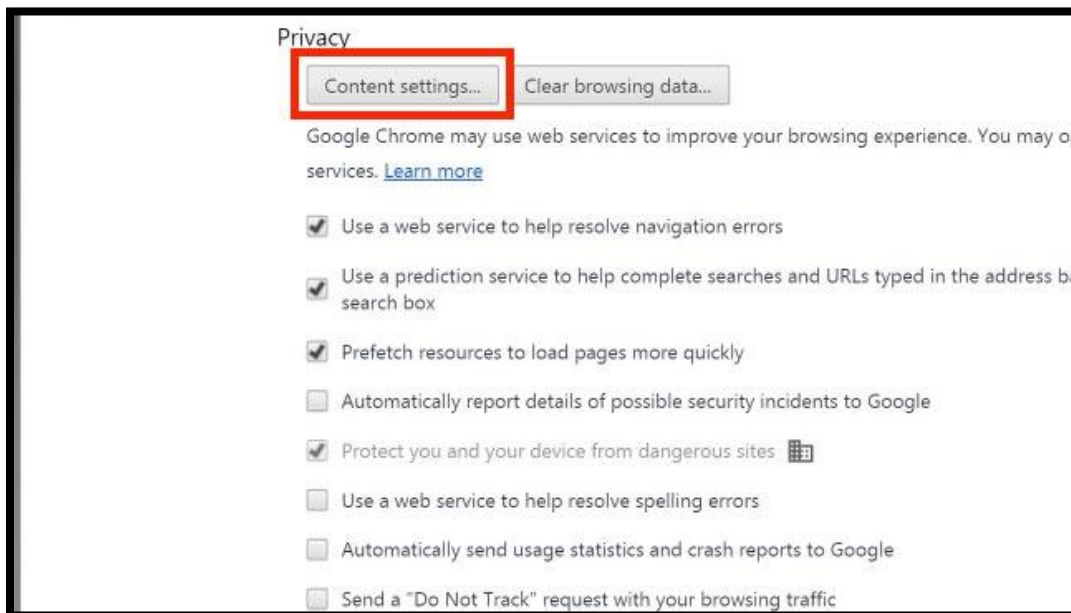 Privacy
Content settings... Clear browsing data...
Google Chrome may use web services to improve your browsing experience. You may
services. Learn more
Use a web service to help resolve navigation errors
Use a prediction service to help complete searches and URLs typed in the address
search box
Prefetch resources to load pages more quickly
Automatically report details of possible security incidents to Google
Protect you and your device from dangerous sites
Use a web service to help resolve spelling errors
Automatically send usage statistics and crash reports to Google
Send a "Do Not Track" request with your browsing traffic